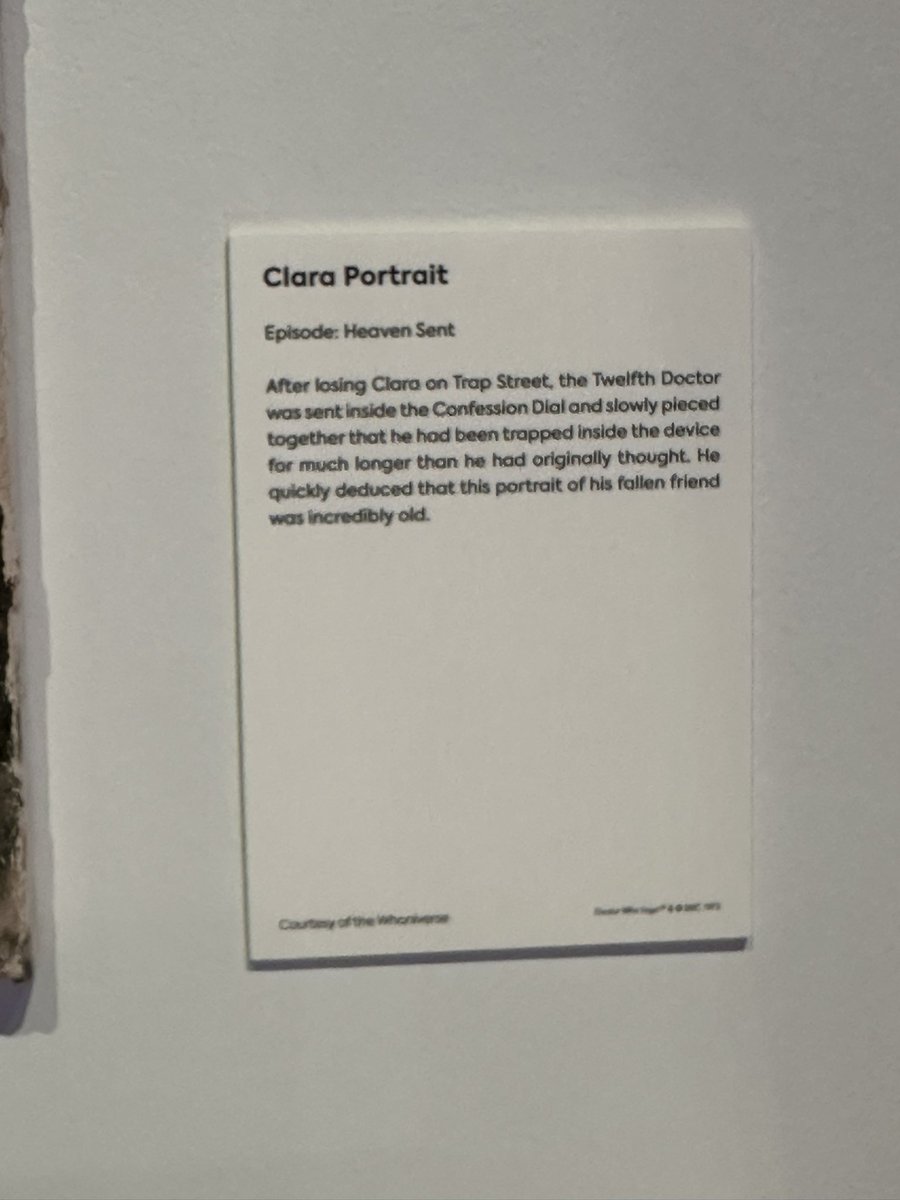 Clara Portrait
Episode: Heaven Sent
After losing Clara on Trap Street, the Twelfth Doctor
was sent inside the Confession Dial and slowly pieced
together that he had been trapped inside the device
for much longer than he had originally thought. He
quickly deduced that this portrait of his fallen friend
was incredibly old.
Courtesy of the Whoniverse